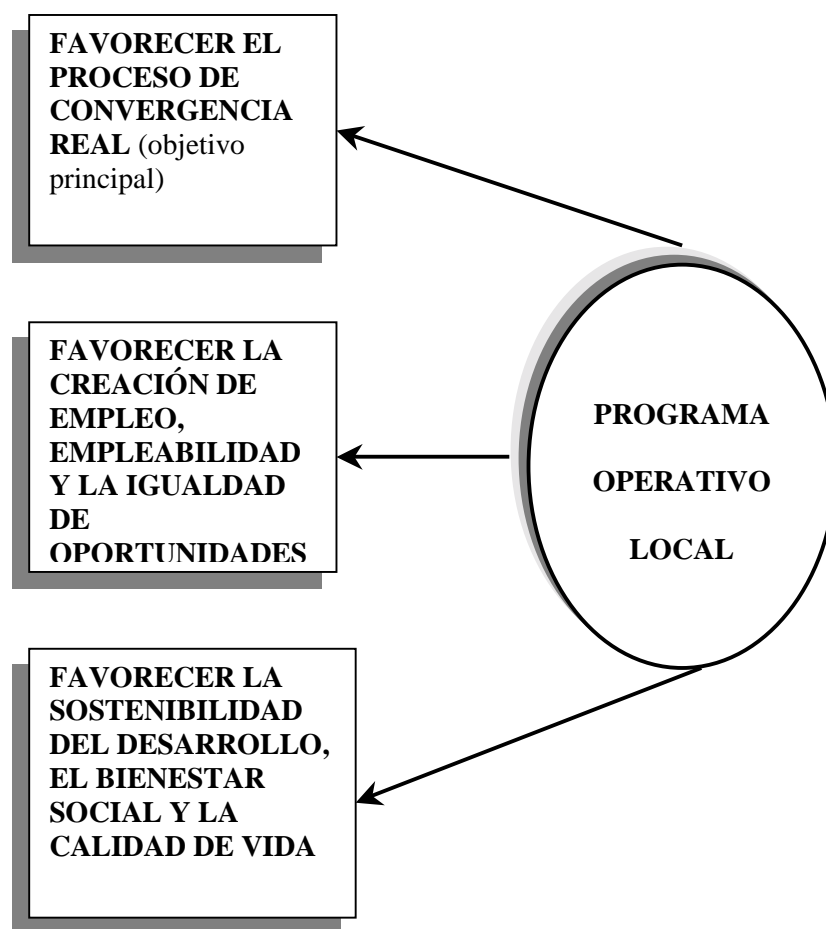 FAVORECER EL
PROCESO DE
CONVERGENCIA
REAL (objetivo
principal)
FAVORECER LA
CREACIÓN DE
EMPLEO,
EMPLEABILIDAD
Y LA IGUALDAD
DE
OPORTUNIDADES
FAVORECER LA
SOSTENIBILIDAD
DEL DESARROLLO,
EL BIENESTAR
SOCIAL Y LA
CALIDAD DE VIDA
PROGRAMA
OPERATIVO
LOCAL